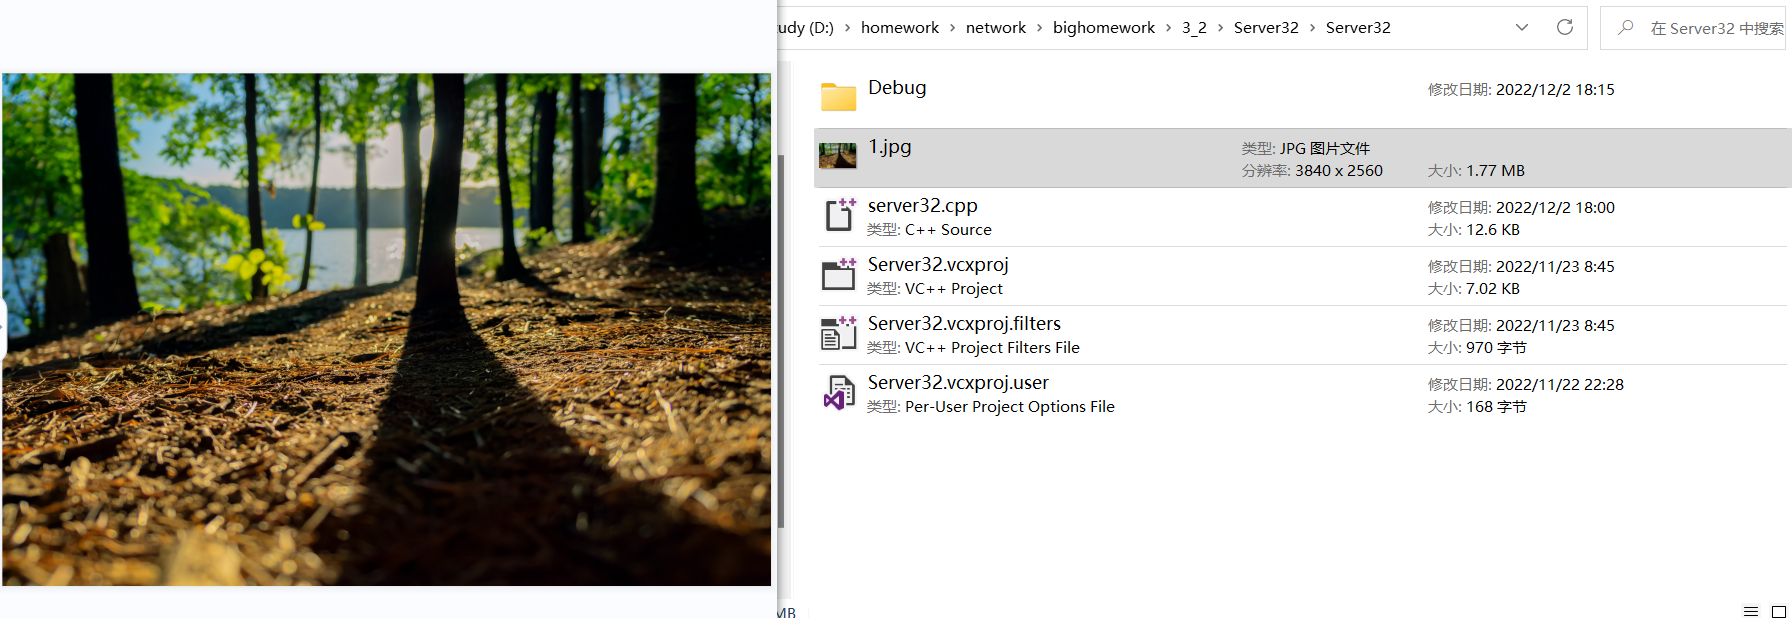 udy (D:) › homework › network › bighomework › 3_2 › Server32 › Server32
在 Server32 中搜索
Debug
修改日期: 2022/12/2 18:15
1.jpg
类型: JPG 图片文件
分辨率: 3840 x 2560
大小: 1.77 MB
server32.cpp
修改日期: 2022/12/2 18:00
类型: C++ Source
大小: 12.6 KB
Server32.vcxproj
修改日期: 2022/11/23 8:45
类型: VC++ Project
大小: 7.02 KB
Server32.vcxproj.filters
修改日期: 2022/11/23 8:45
类型: VC++ Project Filters File
大小: 970 字节
Server32.vcxproj.user
修改日期: 2022/11/22 22:28
类型: Per-User Project Options File
大小: 168 字节
MB